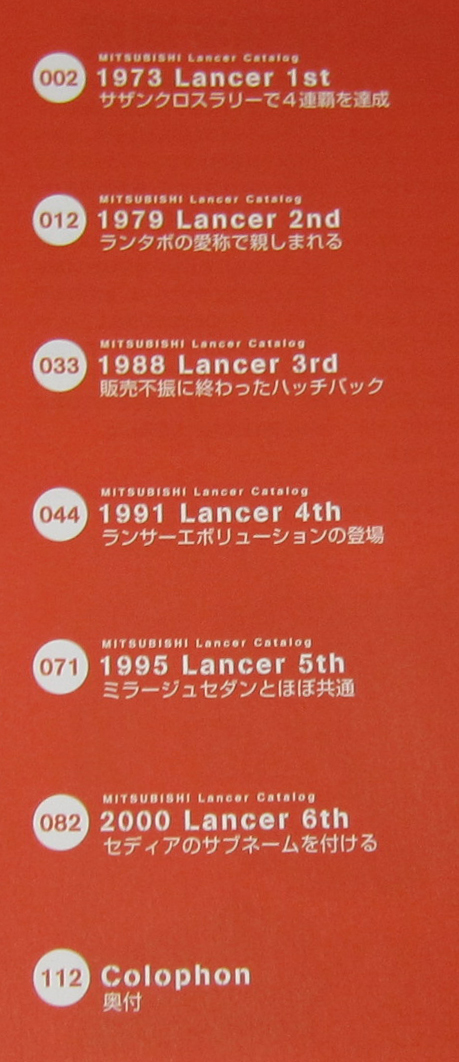 002
MITSUBISHI Lancer Catalog
1973 Lancer 1st
サザンクロスラリーで4連覇を達成
012
MITSUBISHI Lancer Catalog
1979 Lancer 2nd
ランタボの愛称で親しまれる
033
MITSUBISHI Lancer Catalog
1988 Lancer 3rd
販売不振に終わったハッチバック
044
MITSUBISHI Lancer Catalog
1991 Lancer 4th
ランサーエボリューションの登場
071
MITSUBISHI Lancer Catalog
1995 Lancer 5th
ミラージュセダンとほぼ共通
082
MITSUBISHI Lancer Catalog
2000 Lancer 6th
セディアのサブネームを付ける
112
Colophon
奥付